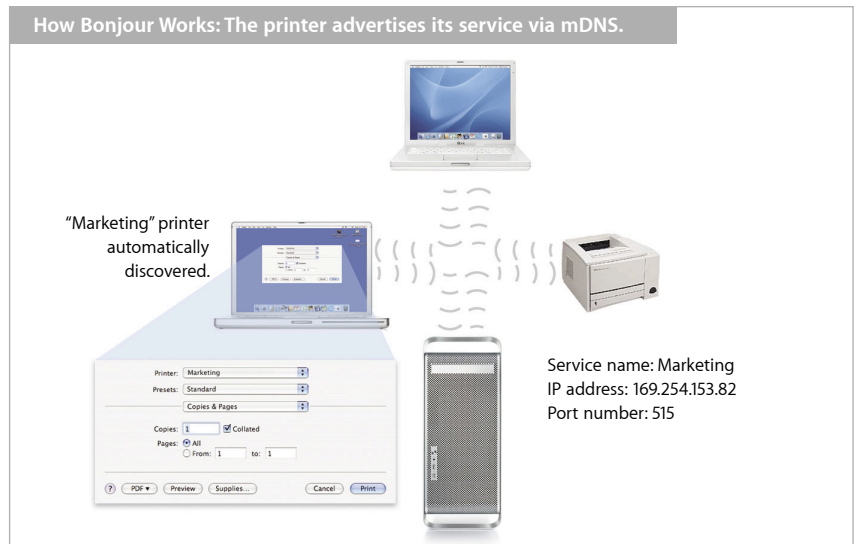 How Bonjour Works: The printer advertises its service via mDNS.
“Marketing” printer
automatically
discovered.
Service name: Marketing
IP address: 169.254.153.82
Port number: 515
Printer: Marketing
Presets: Standard
Copies & Pages
Copies: 1 Collated
Pages: All
From: 1 to: 1
? PDF Preview Supplies... Cancel Print